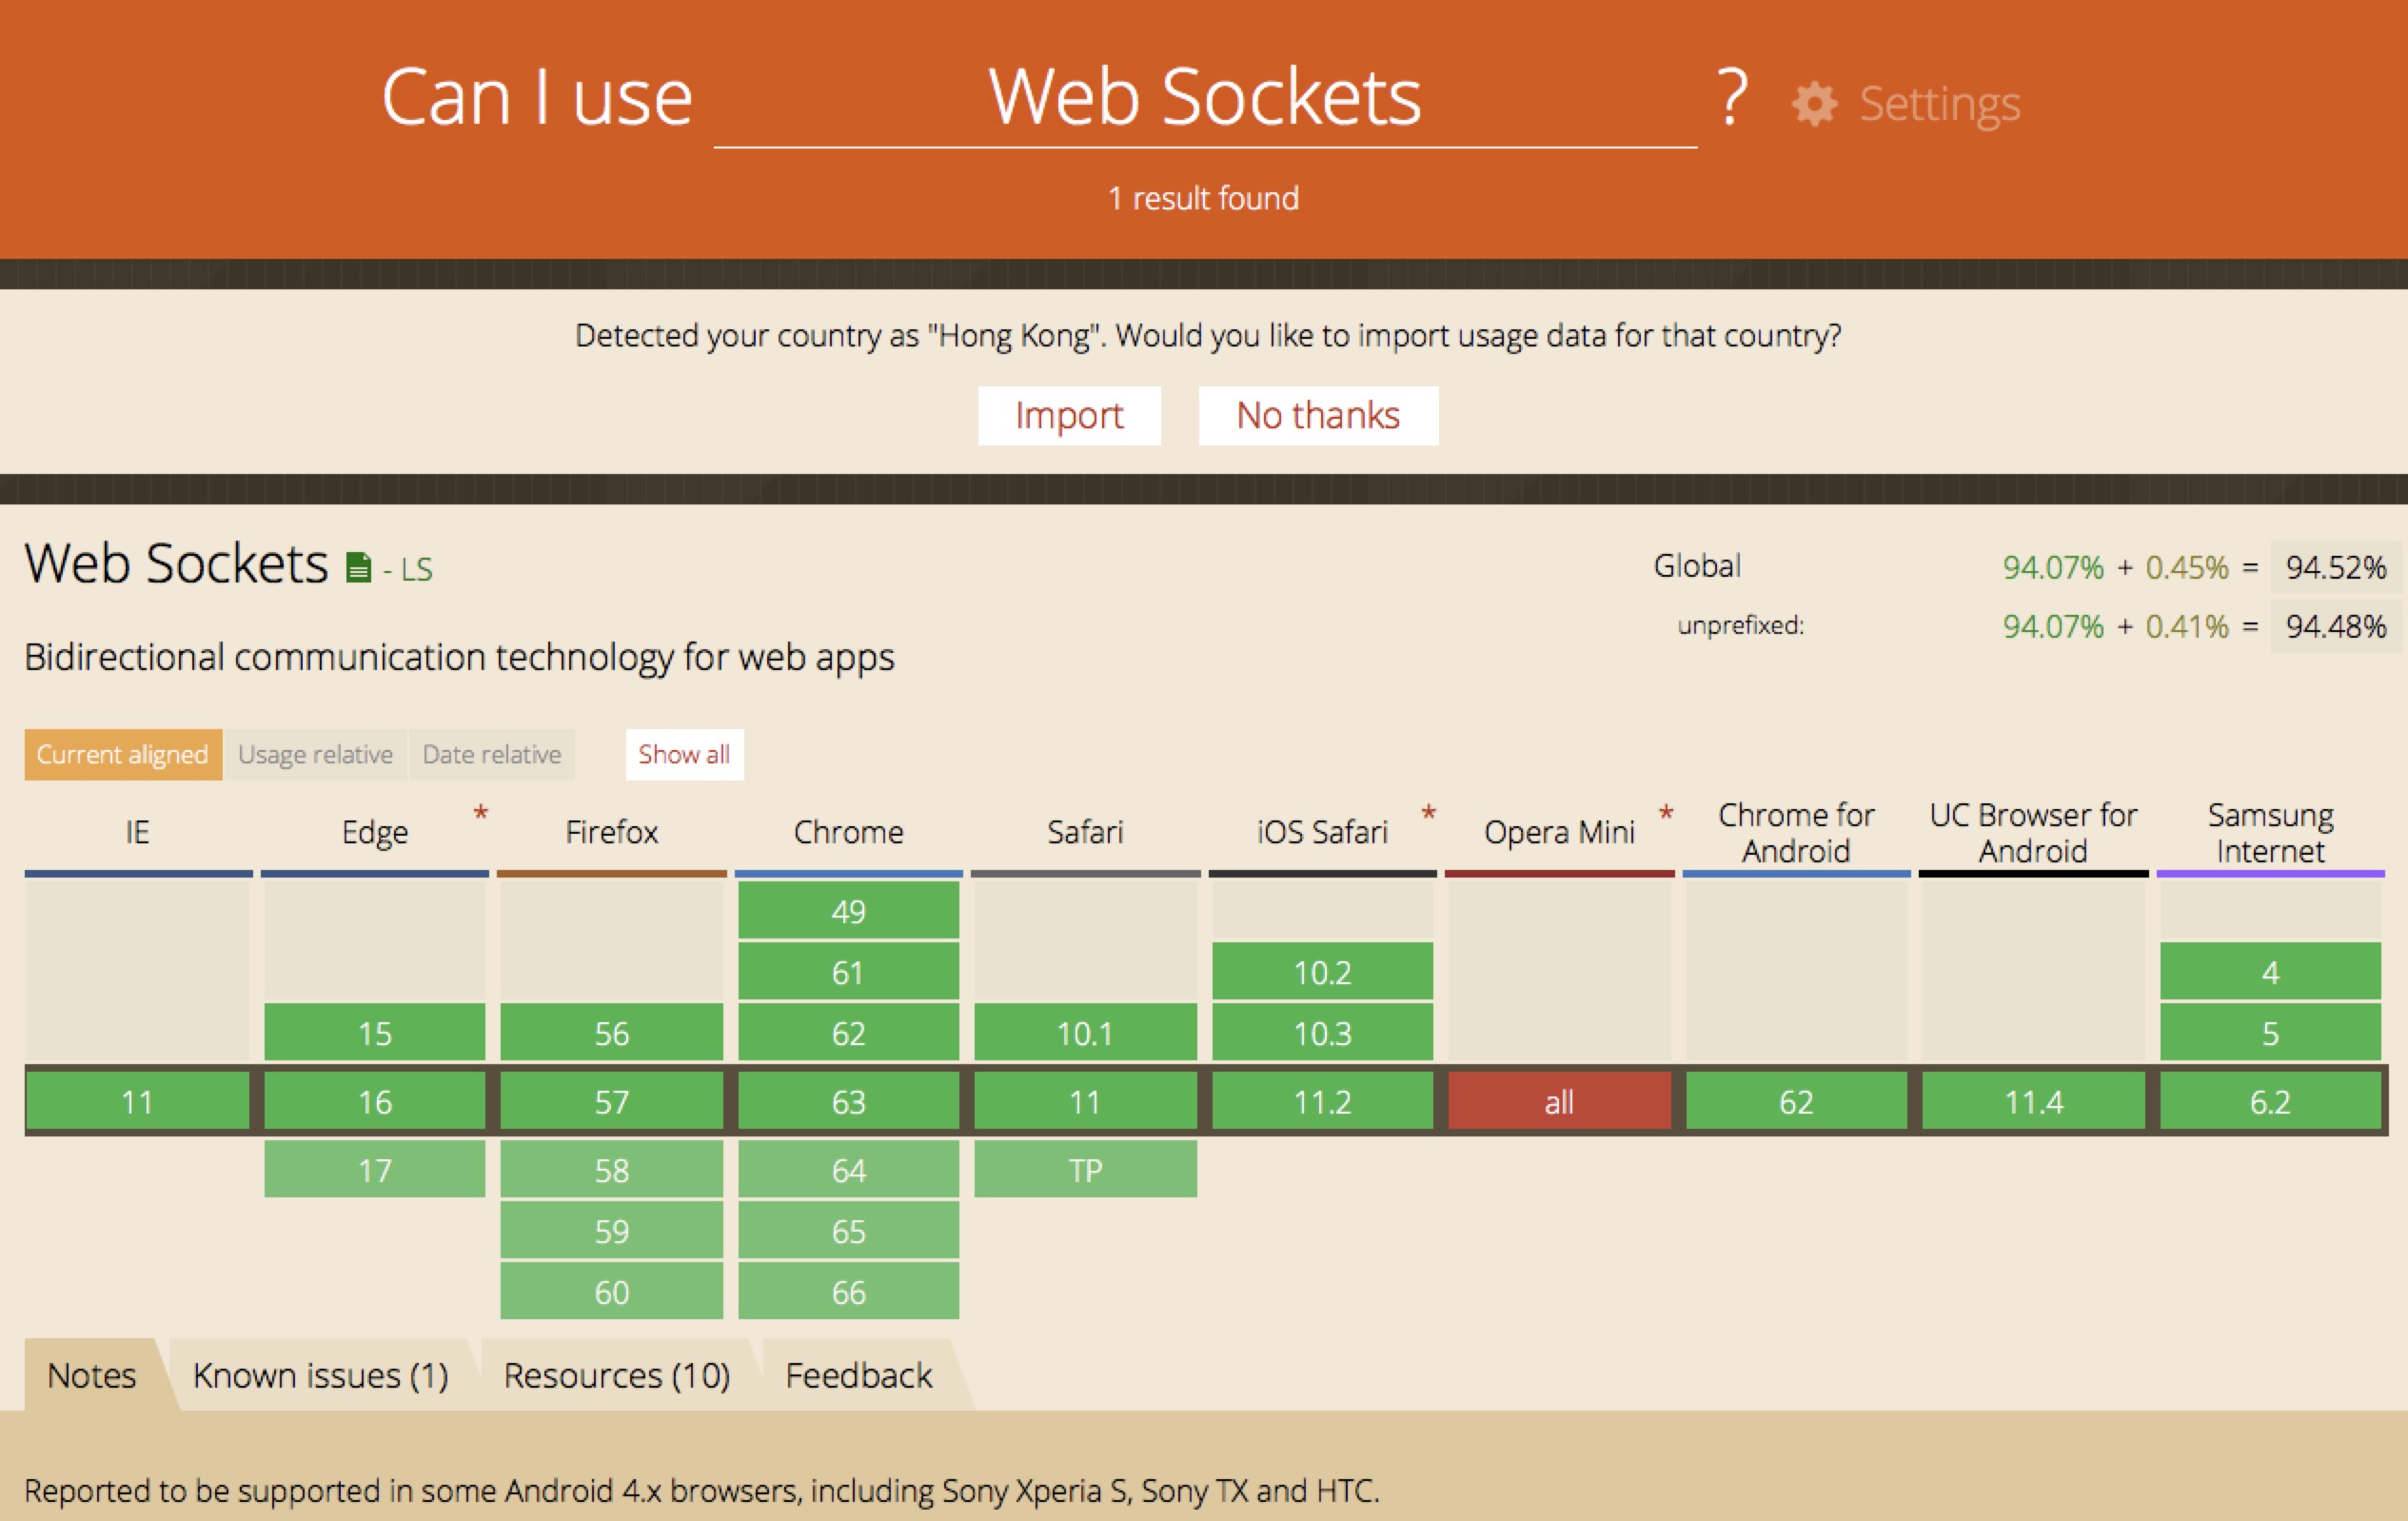 Can I use Web Sockets ? Settings
1 result found
Detected your country as "Hong Kong". Would you like to import usage data for that country?
Import No thanks
Web Sockets - LS
Global 94.07% + 0.45% = 94.52%
unprefixed: 94.07% + 0.41% = 94.48%
Bidirectional communication technology for web apps
Current aligned Usage relative Date relative Show all
IE Edge * Firefox Chrome Safari iOS Safari * Opera Mini * Chrome for Android UC Browser for Android Samsung Internet
49
61 10.2 4
15 56 62 10.1 10.3 5
11 16 57 63 11 11.2 all 62 11.4 6.2
17 58 64 TP
59 65
60 66
Notes Known issues (1) Resources (10) Feedback
Reported to be supported in some Android 4.x browsers, including Sony Xperia S, Sony TX and HTC.